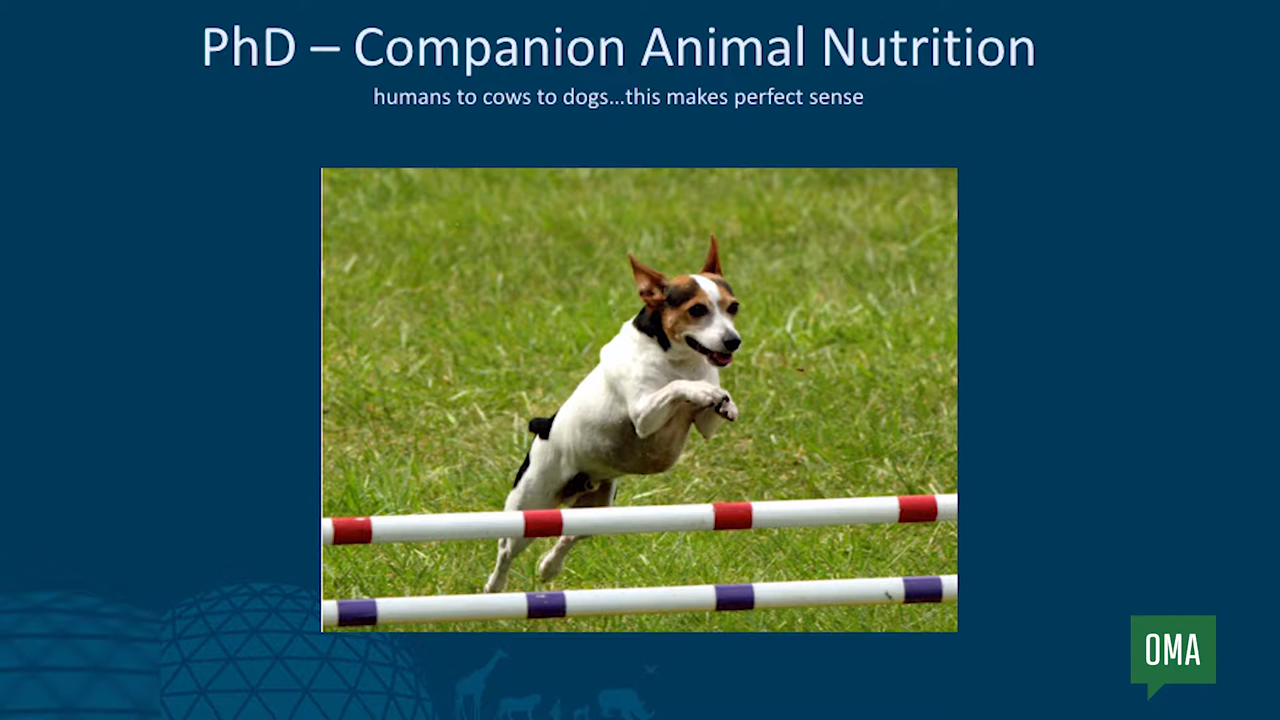 PhD – Companion Animal Nutrition
humans to cows to dogs...this makes perfect sense
OMA